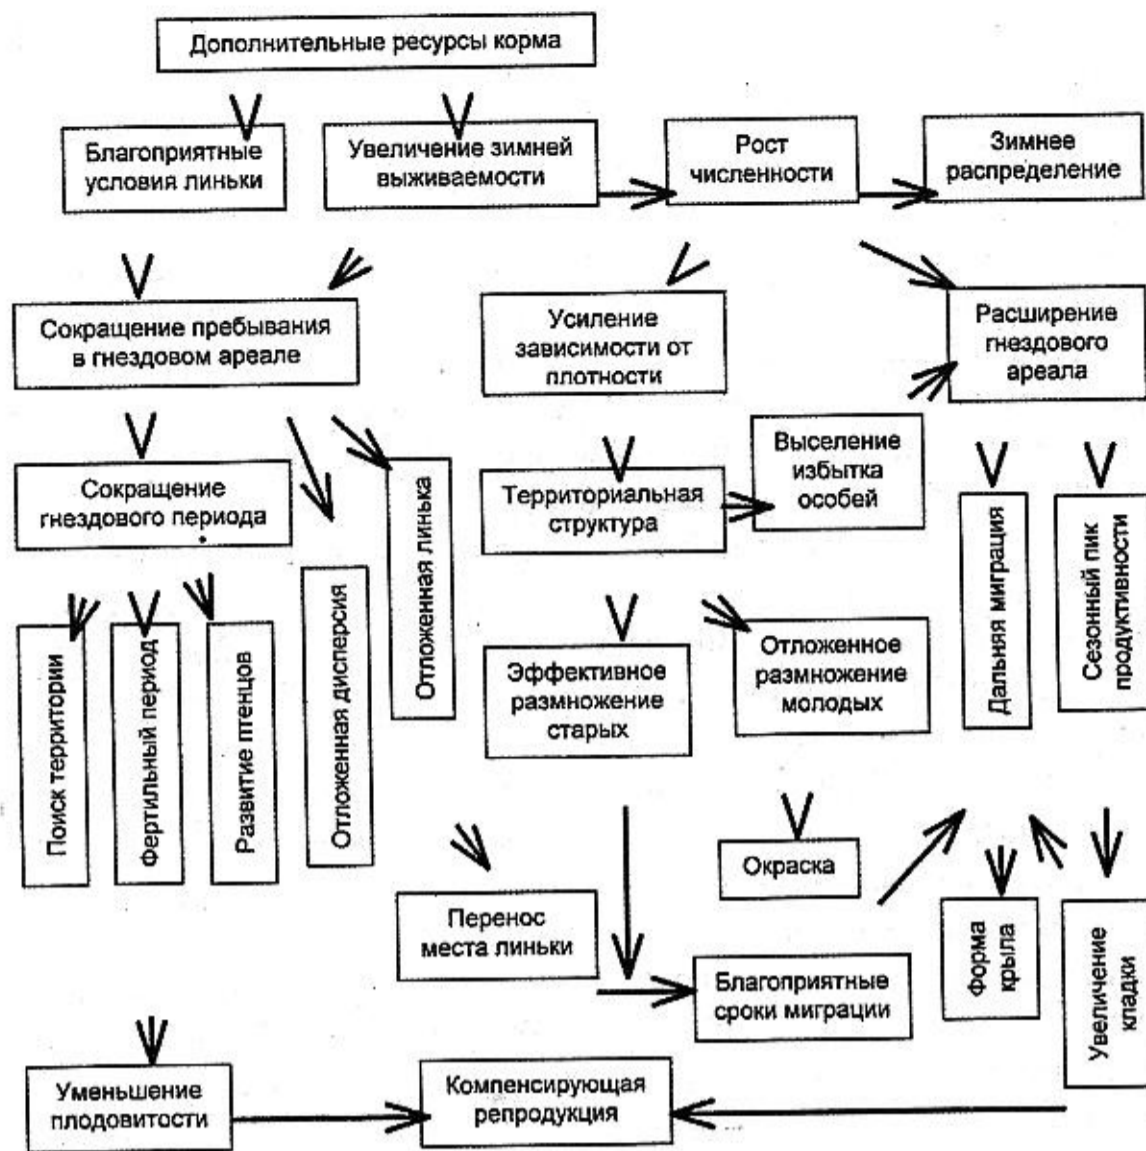 Дополнительные ресурсы корма
Благоприятные
условия линьки
Увеличение зимней
выживаемости
Рост
численности
Зимнее
распределение
Сокращение пребывания
в гнездовом ареале
Усиление
зависимости от
плотности
Расширение
гнездового
ареала
Сокращение
гнездового периода
Отложенная линька
Территориальная
структура
Выселение
избытка
особей
Дальняя миграция
Сезонный пик
продуктивности
Поиск территории
Фертильный период
Развитие птенцов
Отложенная дисперсия
Эффективное
размножение
старых
Отложенное
размножение
молодых
Окраска
Перенос
места линьки
Благоприятные
сроки миграции
Форма
крыла
Увеличение
кладки
Уменьшение
плодовитости
Компенсирующая
репродукция